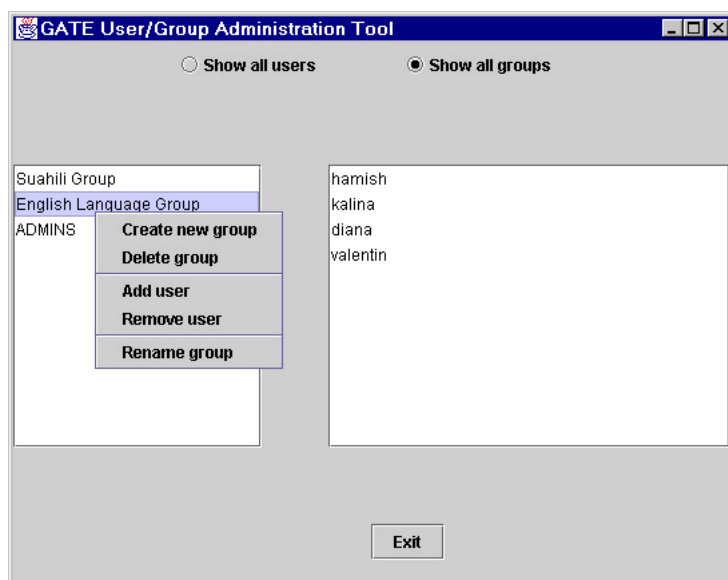 GATE User/Group Administration Tool
Show all users
Show all groups
Suahili Group
English Language Group
ADMINS
Create new group
Delete group
Add user
Remove user
Rename group
hamish
kalina
diana
valentin
Exit